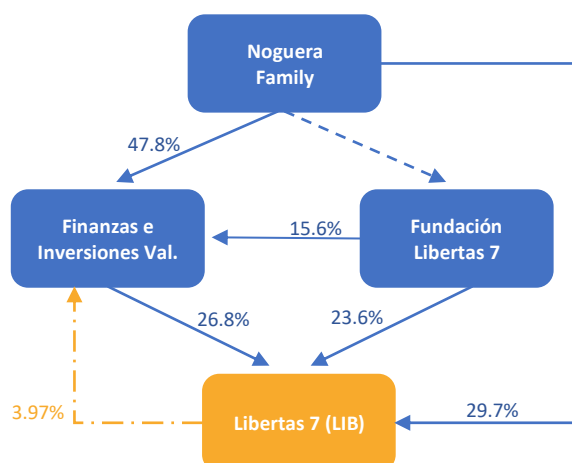 Noguera
Family
47.8%
Finanzas e
Inversiones Val.
15.6%
Fundación
Libertas 7
26.8%
23.6%
3.97%
Libertas 7 (LIB)
29.7%